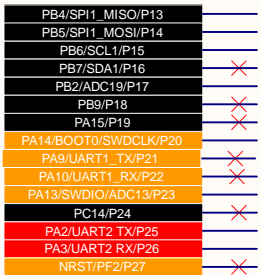 PB4/SPI1_MISO/P13
PB5/SPI1_MOSI/P14
PB6/SCL1/P15
PB7/SDA1/P16
PB2/ADC19/P17
PB9/P18
PA15/P19
PA14/BOOT0/SWDCLK/P20
PA9/UART1_TX/P21
PA10/UART1_RX/P22
PA13/SWDIO/ADC13/P23
PC14/P24
PA2/UART2 TX/P25
PA3/UART2 RX/P26
NRST/PF2/P27